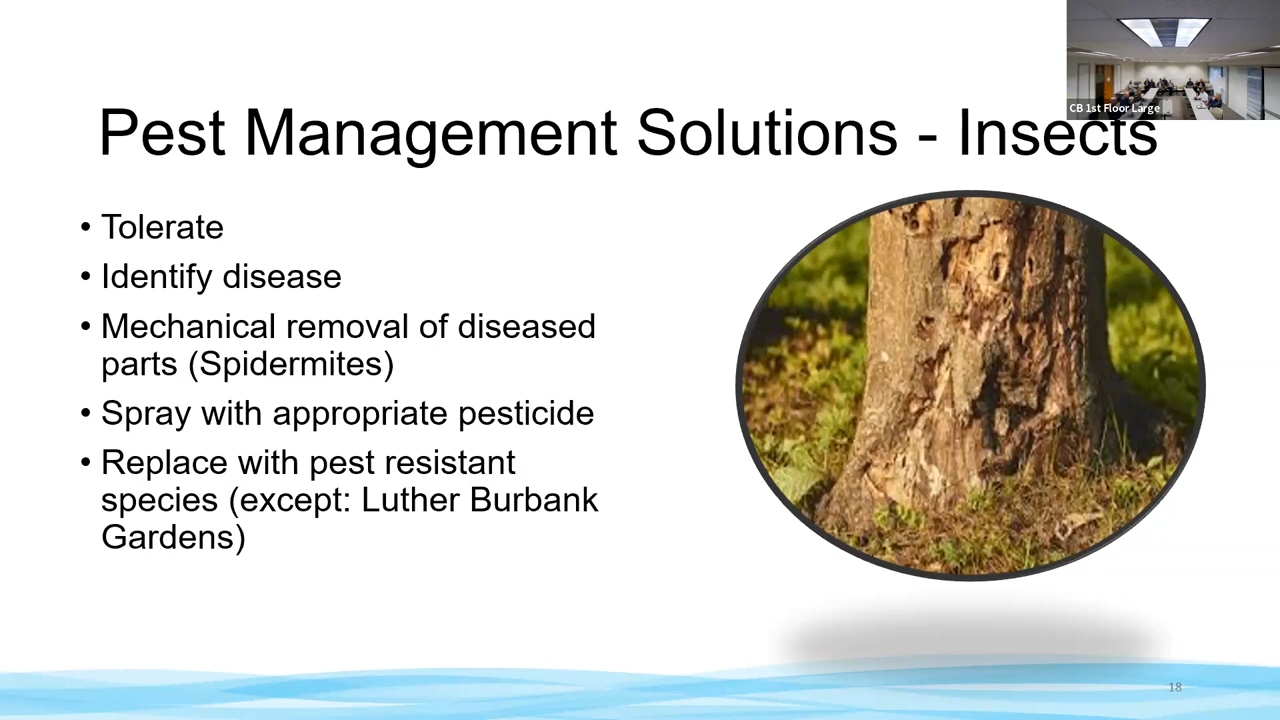 CB 1st Floor Large
Pest Management Solutions - Insects
• Tolerate
• Identify disease
• Mechanical removal of diseased
parts (Spidermites)
• Spray with appropriate pesticide
• Replace with pest resistant
species (except: Luther Burbank
Gardens)
18